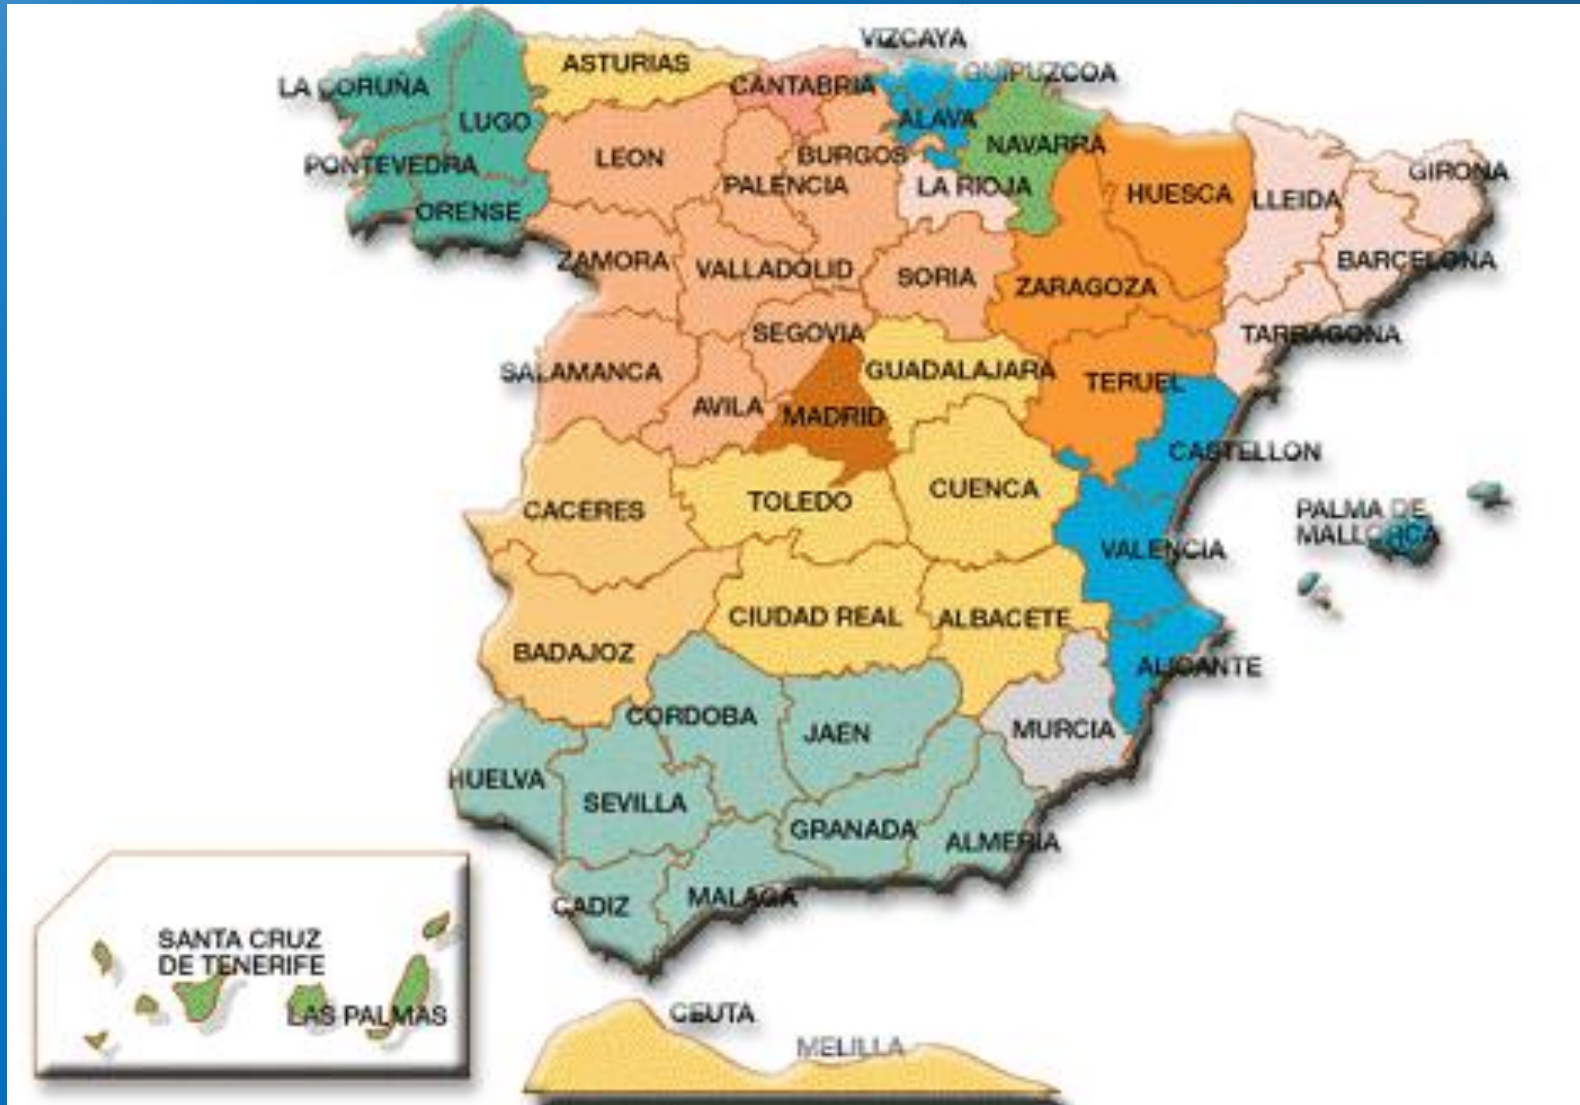 VIZCAYA
ASTURIAS
GUIPUZCOA
LA CORUÑA
CANTABRIA
LUGO
ALAVA
NAVARRA
LEON
BURGOS
PONTEVEDRA
PALENCIA
LA RIOJA
HUESCA
LLEIDA
GIRONA
ORENSE
ZAMORA
VALLADOLID
SORIA
ZARAGOZA
BARCELONA
SEGOVIA
TARRAGONA
SALAMANCA
GUADALAJARA
TERUEL
AVILA
MADRID
CASTELLON
CACERES
TOLEDO
CUENCA
PALMA DE
MALLORCA
VALENCIA
CIUDAD REAL
ALBACETE
BADAJOZ
ALICANTE
CORDOBA
JAEN
MURCIA
HUELVA
SEVILLA
GRANADA
ALMERIA
CADIZ
MALAGA
SANTA CRUZ
DE TENERIFE
LAS PALMAS
CEUTA
MELILLA